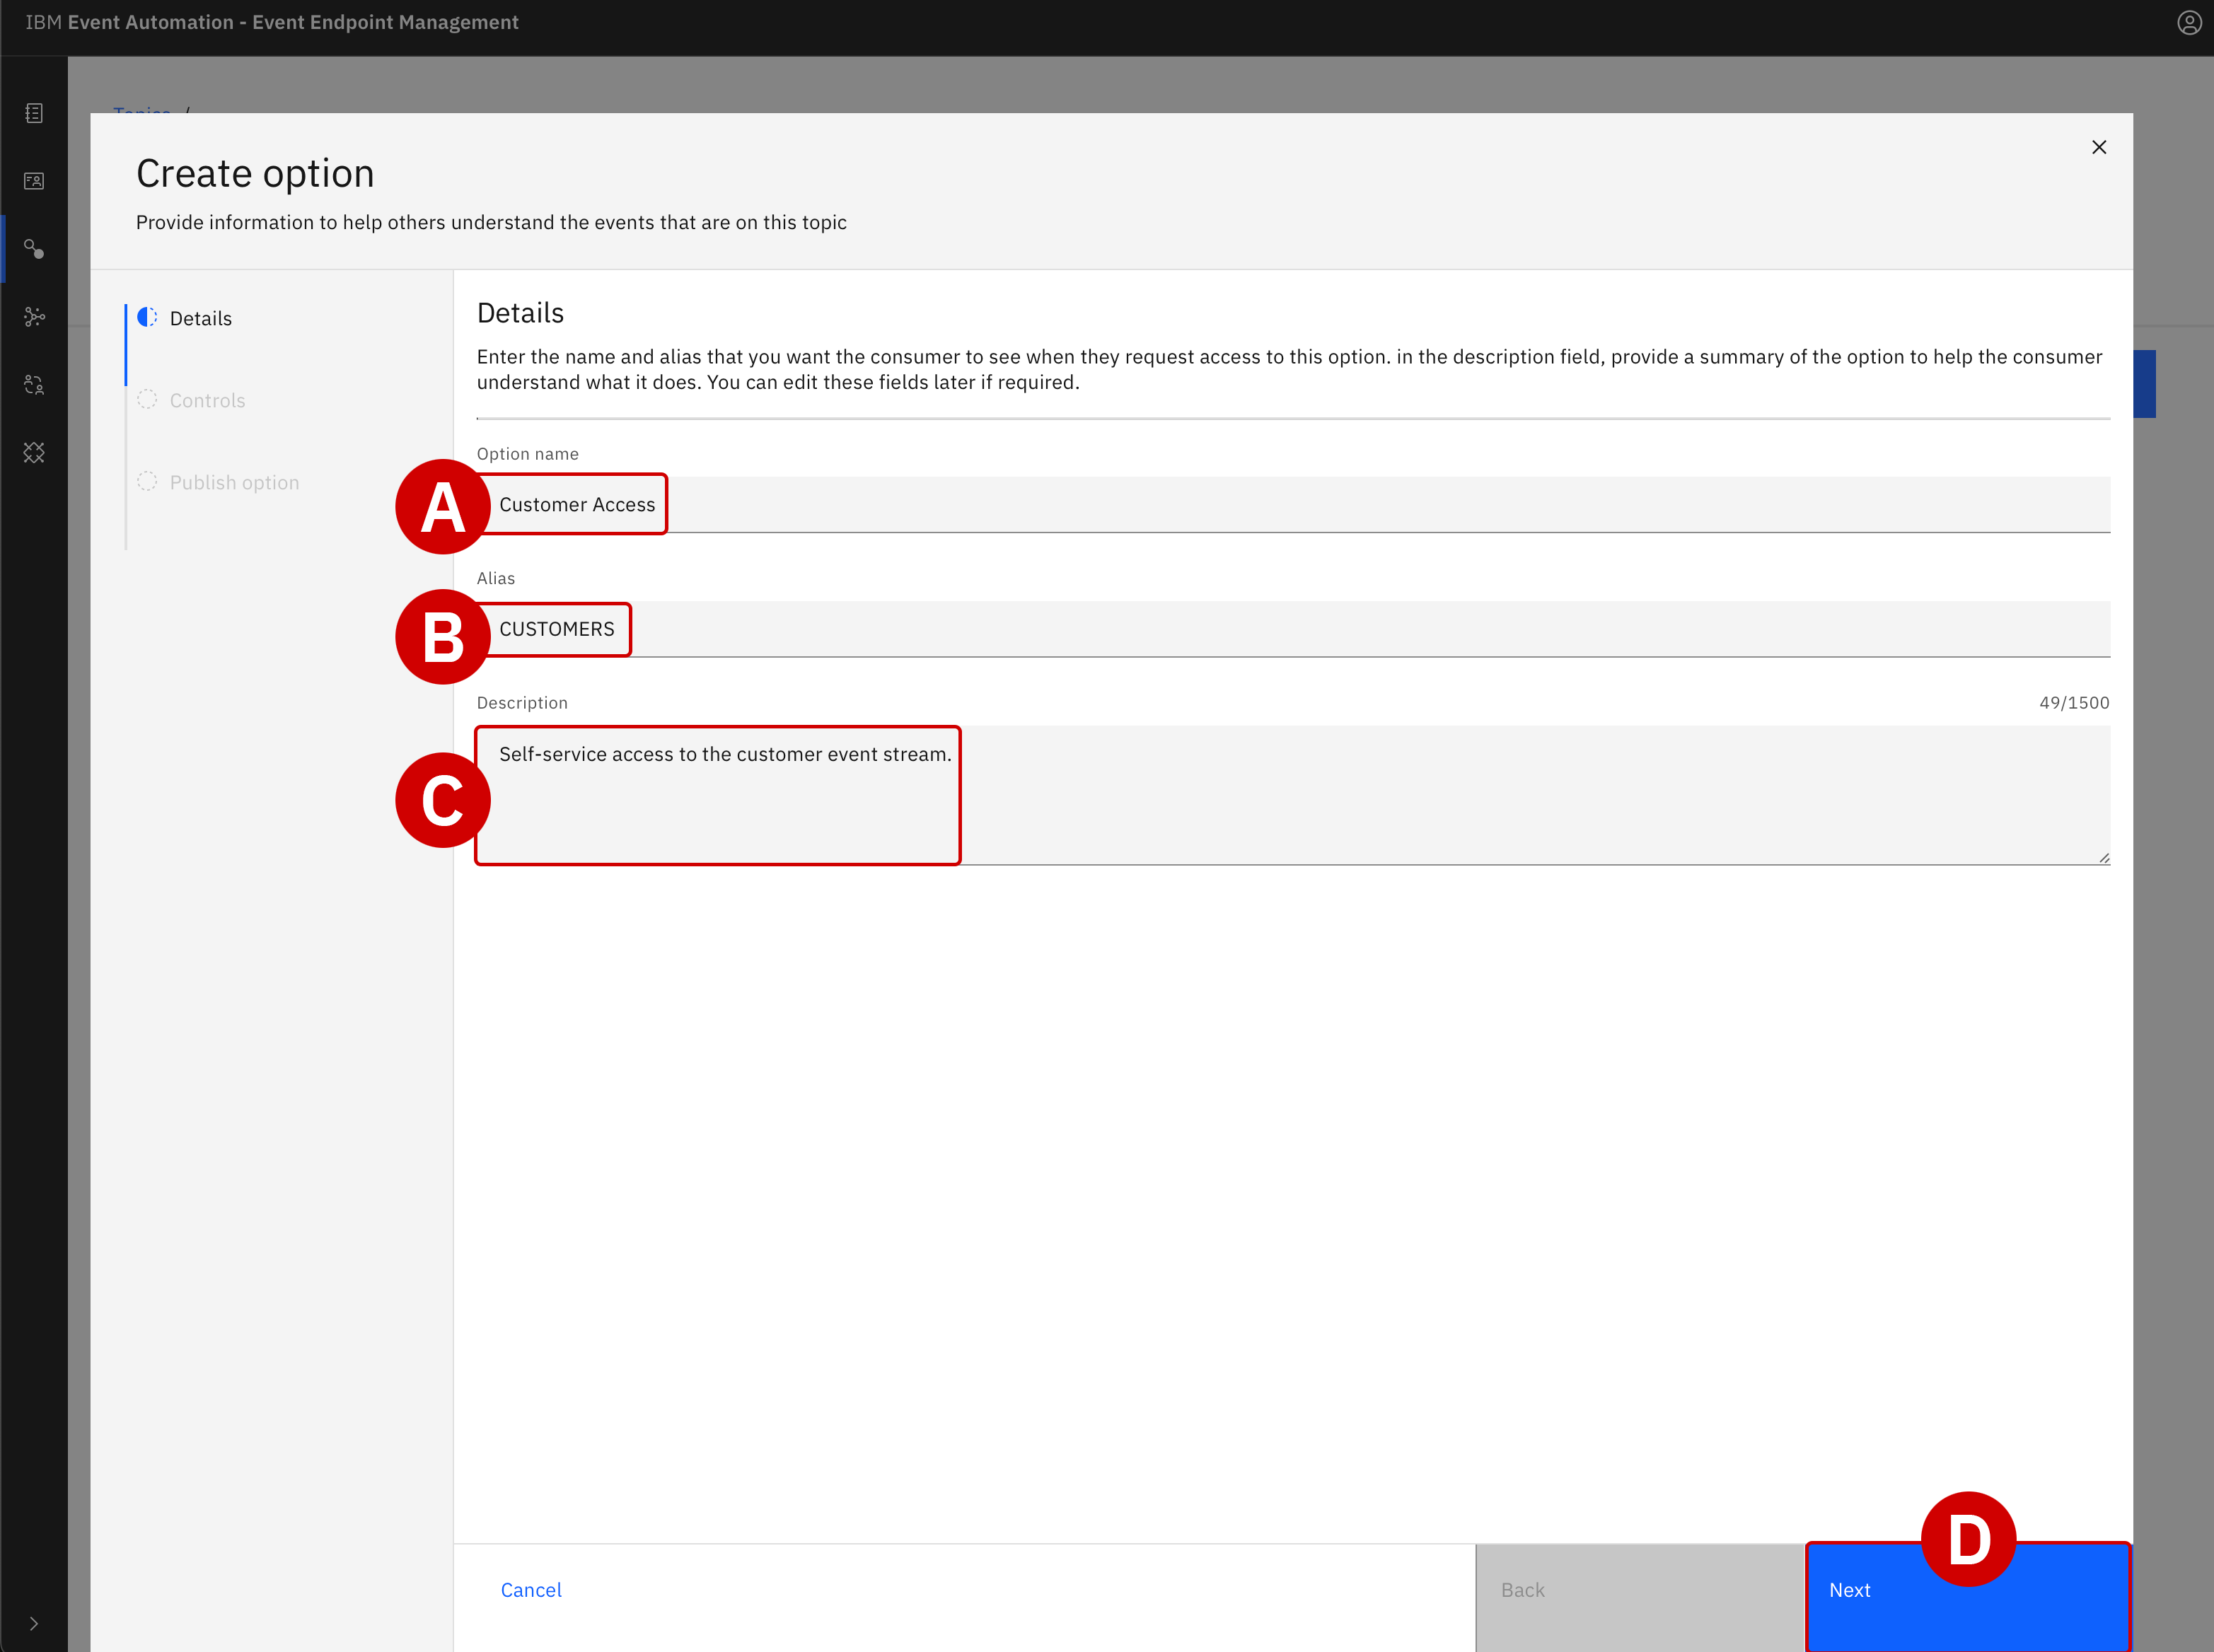 IBM Event Automation - Event Endpoint Management
Topics /
Create option
Provide information to help others understand the events that are on this topic
Details
Controls
Publish option
Details
Enter the name and alias that you want the consumer to see when they request access to this option. in the description field, provide a summary of the option to help the consumer
understand what it does. You can edit these fields later if required.
Option name
A
Customer Access
Alias
B
CUSTOMERS
Description
49/1500
C
Self-service access to the customer event stream.
D
Cancel
Back
Next